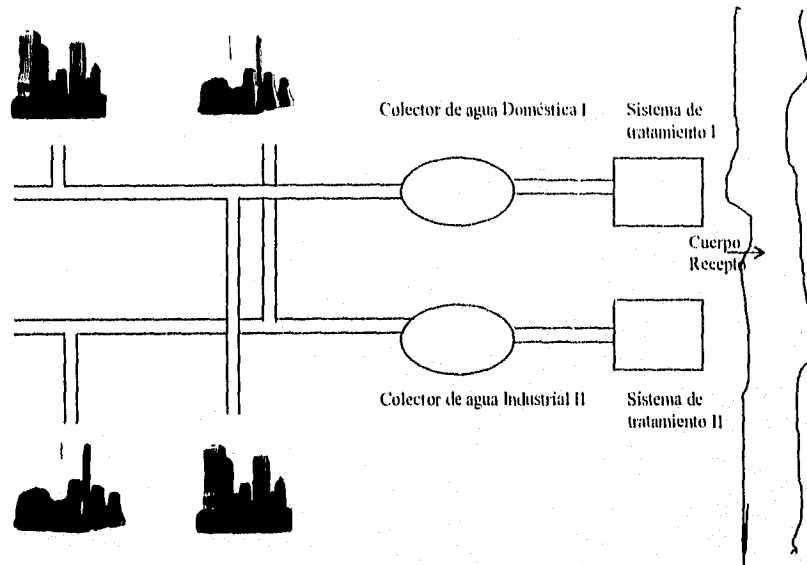 Colector de agua Doméstica I
Sistema de
tratamiento I
Cuerpo
Recepto
Colector de agua Industrial II
Sistema de
tratamiento II